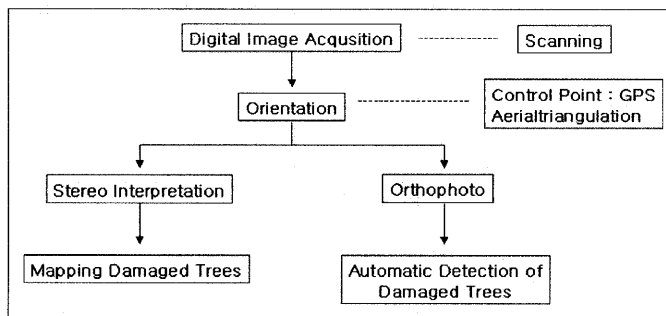 Digital Image Acqusition
Scanning
Orientation
Control Point : GPS
Aerialtriangulation
Stereo Interpretation
Orthophoto
Mapping Damaged Trees
Automatic Detection of
Damaged Trees